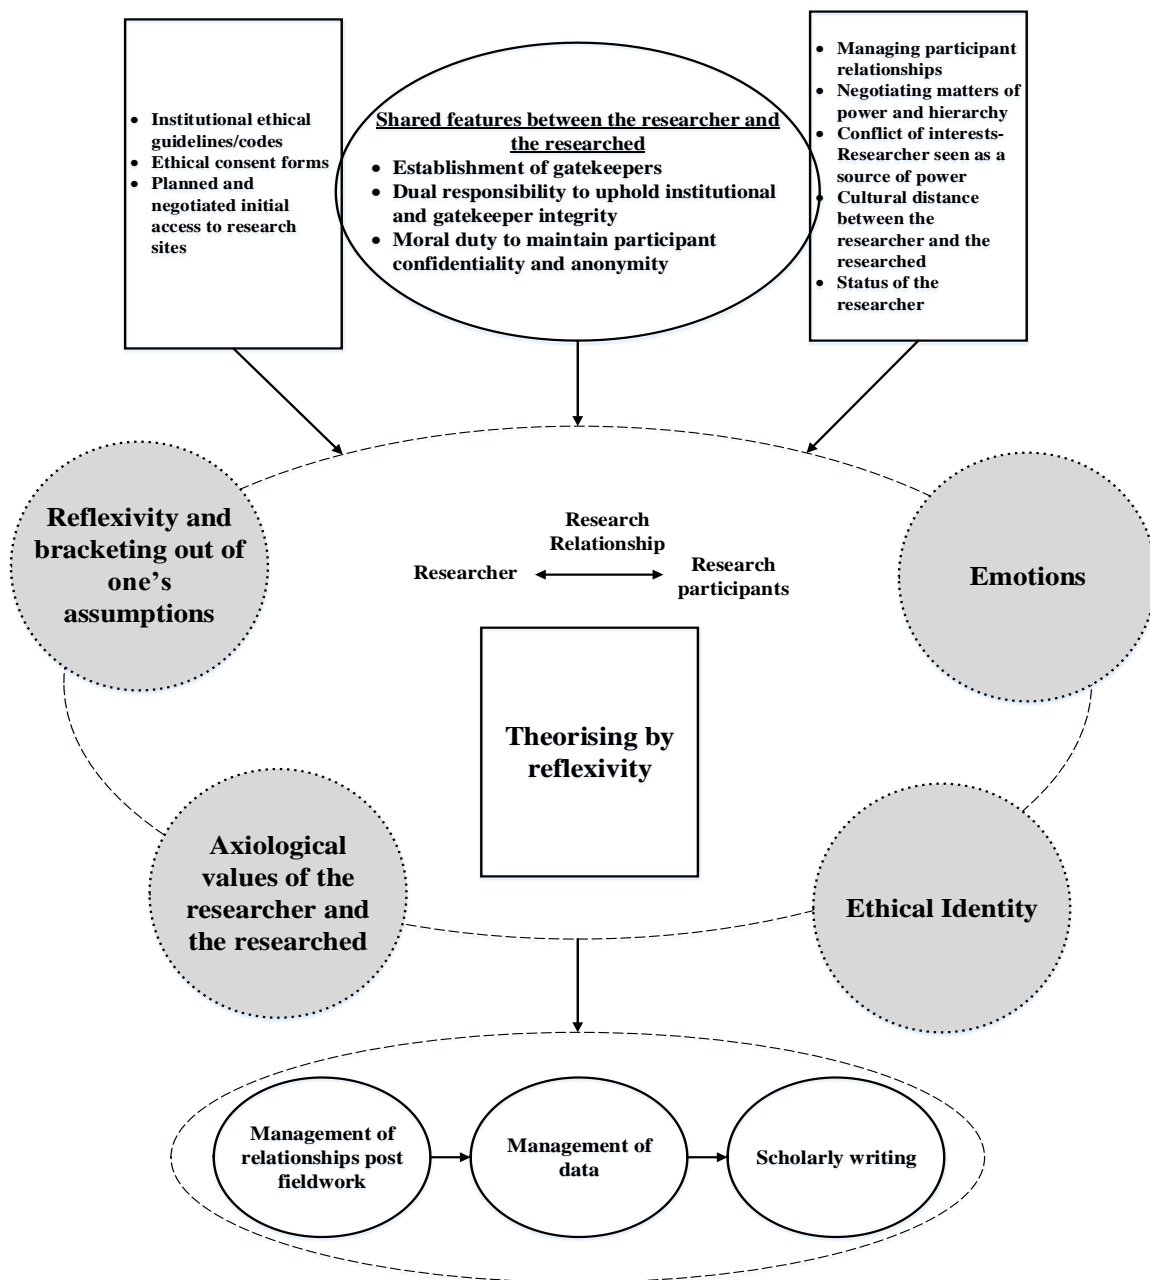 • Institutional ethical
guidelines/codes
• Ethical consent forms
• Planned and
negotiated initial
access to research
sites
Shared features between the researcher and
the researched
• Establishment of gatekeepers
• Dual responsibility to uphold institutional
and gatekeeper integrity
• Moral duty to maintain participant
confidentiality and anonymity
• Managing participant
relationships
• Negotiating matters of
power and hierarchy
• Conflict of interests-
Researcher seen as a
source of power
• Cultural distance
between the
researcher and the
researched
• Status of the
researcher
Reflexivity and
bracketing out of
one’s
assumptions
Research
Relationship
Researcher
Research
participants
Emotions
Theorising by
reflexivity
Axiological
values of the
researcher and
the researched
Ethical Identity
Management of
relationships post
fieldwork
Management of
data
Scholarly writing